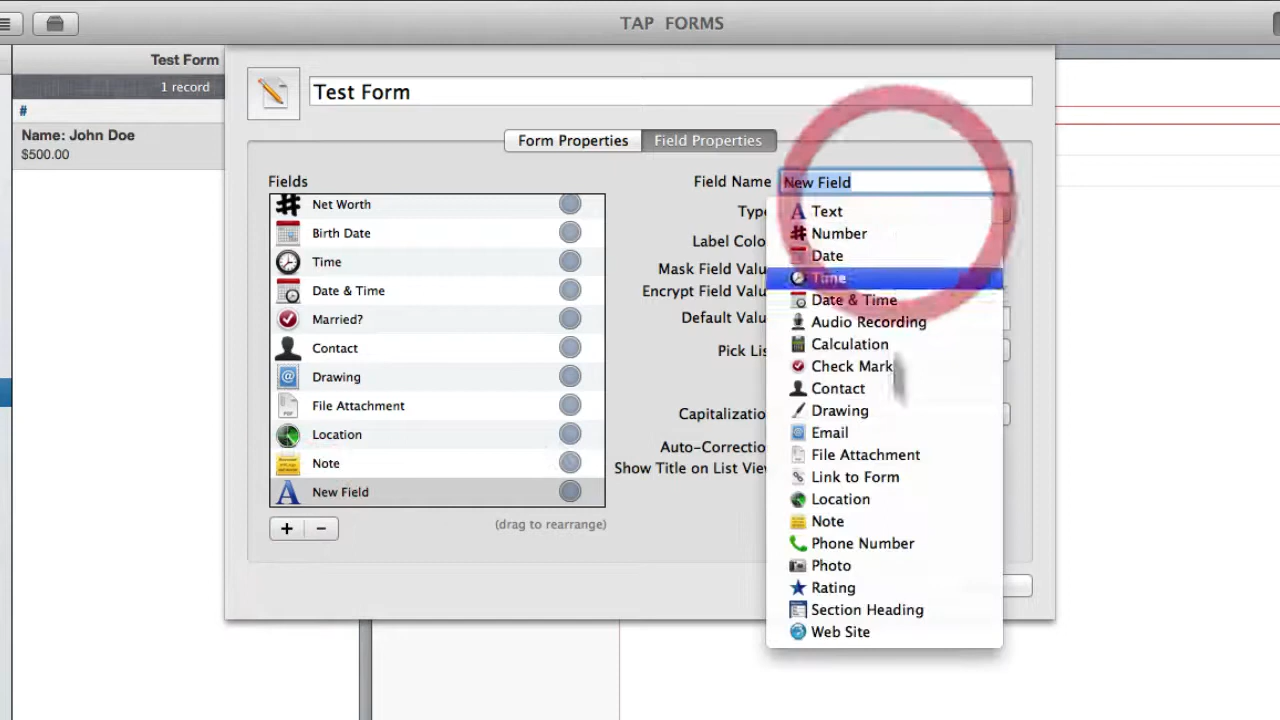 TAP FORMS
Test Form
1 record
#
Name: John Doe
$500.00
Test Form
Form Properties
Field Properties
Fields
Net Worth
Birth Date
Time
Date & Time
Married?
Contact
Drawing
File Attachment
Location
Note
New Field
+ −
(drag to rearrange)
Field Name
New Field
Type
Label Colo
Mask Field Valu
Encrypt Field Valu
Default Valu
Pick Lis
Capitalizatio
Auto-Correctio
Show Title on List Vie
Text
Number
Date
Time
Date & Time
Audio Recording
Calculation
Check Mark
Contact
Drawing
Email
File Attachment
Link to Form
Location
Note
Phone Number
Photo
Rating
Section Heading
Web Site